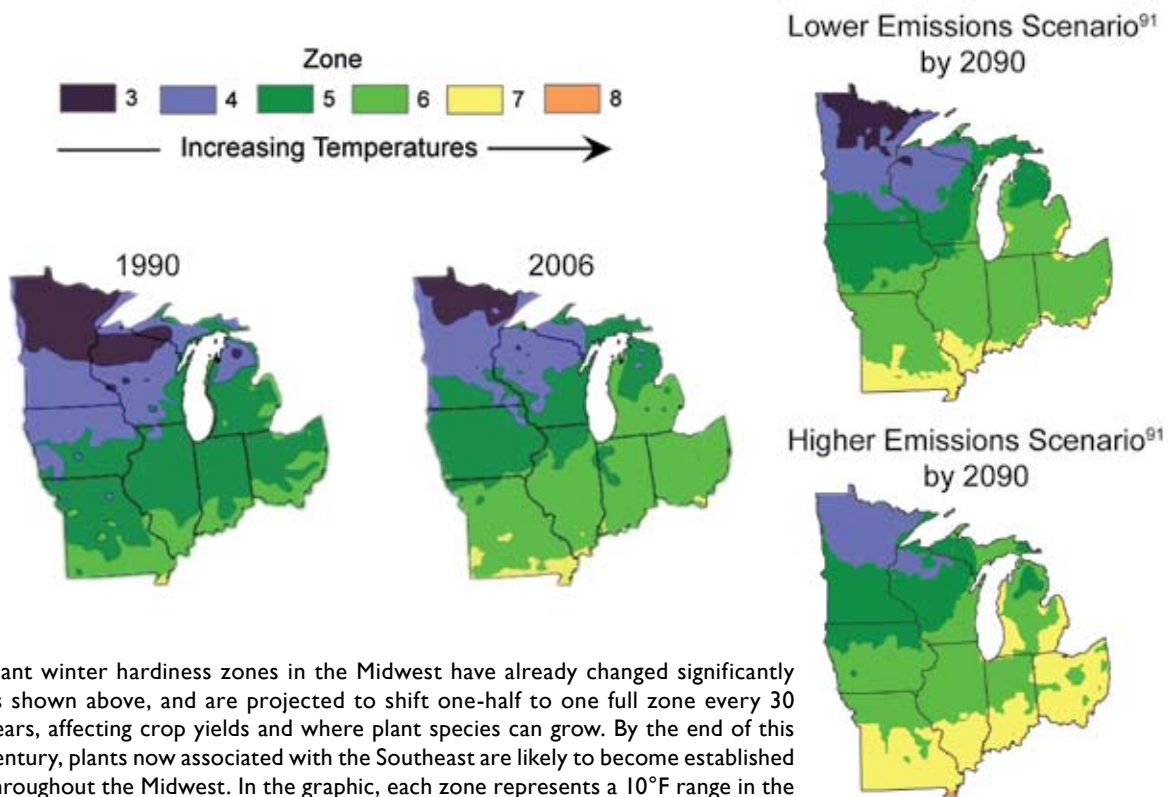 Zone
3 4 5 6 7 8
Increasing Temperatures
1990
2006
Lower Emissions Scenario91
by 2090
Higher Emissions Scenario91
by 2090
ant winter hardiness zones in the Midwest have already changed significantly
s shown above, and are projected to shift one-half to one full zone every 30
ears, affecting crop yields and where plant species can grow. By the end of this
entury, plants now associated with the Southeast are likely to become established
hroughout the Midwest. In the graphic, each zone represents a 10°F range in the